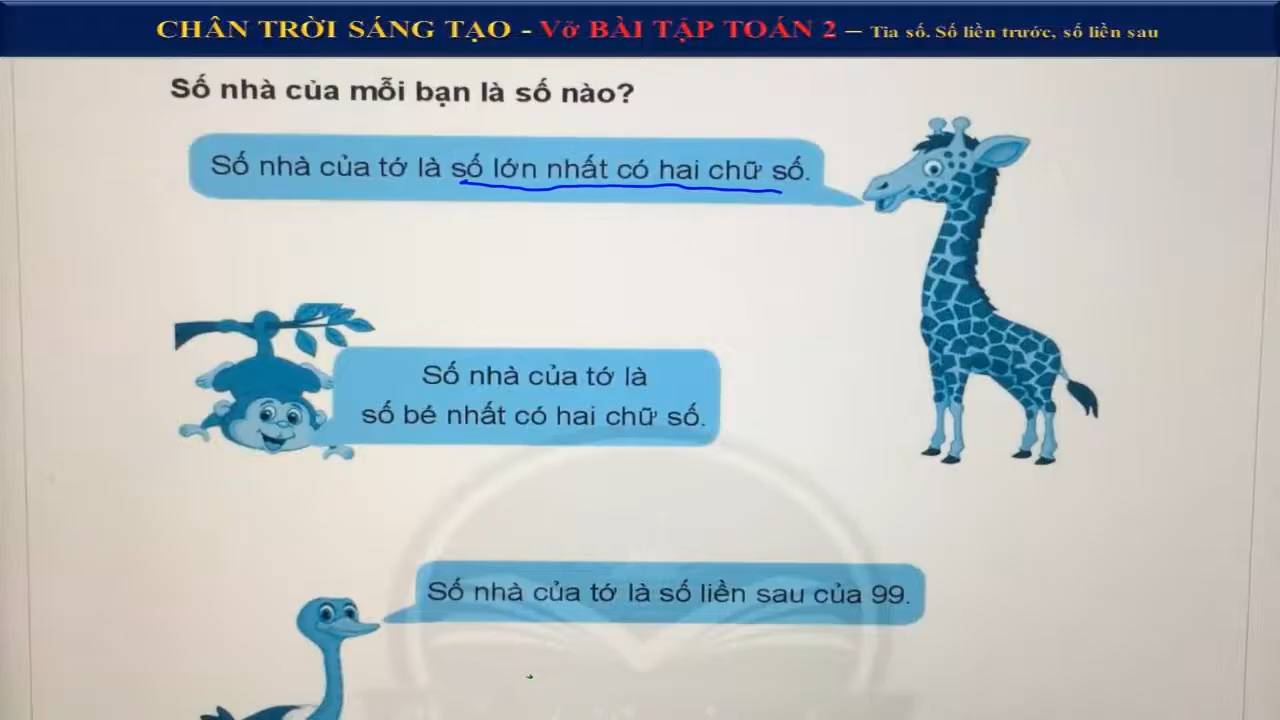 CHÂN TRỜI SÁNG TẠO - Vở BÀI TẬP TOÁN 2 – Tia số. Số liền trước, số liền sau
Số nhà của mỗi bạn là số nào?
Số nhà của tớ là số lớn nhất có hai chữ số.
Số nhà của tớ là
số bé nhất có hai chữ số.
Số nhà của tớ là số liền sau của 99.